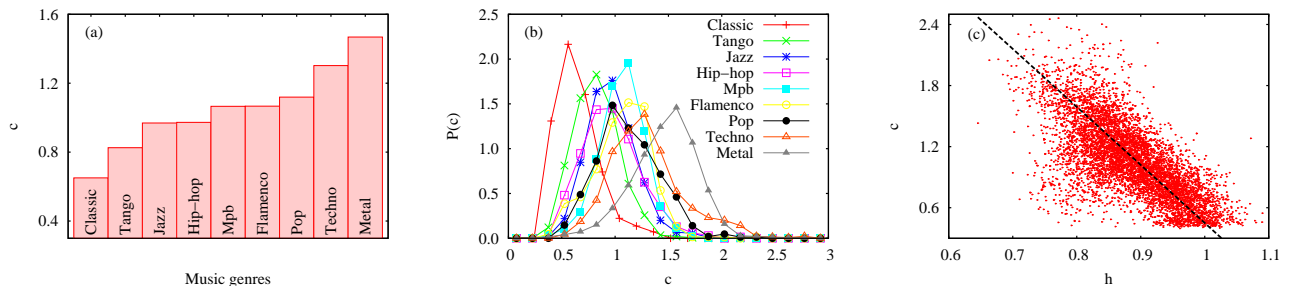 (a)
c
1.6
1.2
0.8
0.4
Classic
Tango
Jazz
Hip−hop
Mpb
Flamenco
Pop
Techno
Metal
Music genres
(b)
P(c)
2.5
2.0
1.5
1.0
0.5
0.0
Classic
Tango
Jazz
Hip−hop
Mpb
Flamenco
Pop
Techno
Metal
0 0.5 1 1.5 2 2.5 3
c
(c)
c
2.4
1.8
1.2
0.6
0.6 0.7 0.8 0.9 1 1.1
h